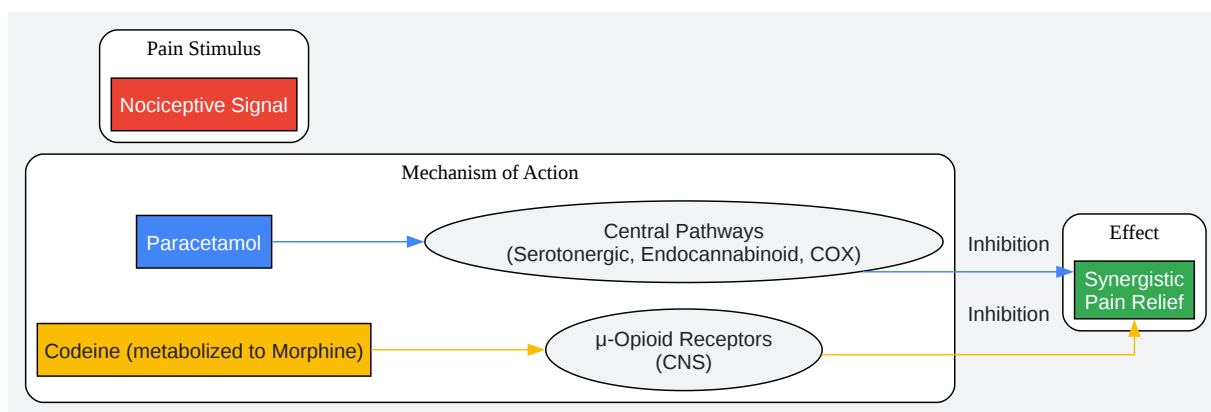 Pain Stimulus
Nociceptive Signal
Mechanism of Action
Paracetamol
Central Pathways
(Serotonergic, Endocannabinoid, COX)
Inhibition
Effect
Synergistic
Pain Relief
Inhibition
Codeine (metabolized to Morphine)
μ-Opioid Receptors
(CNS)